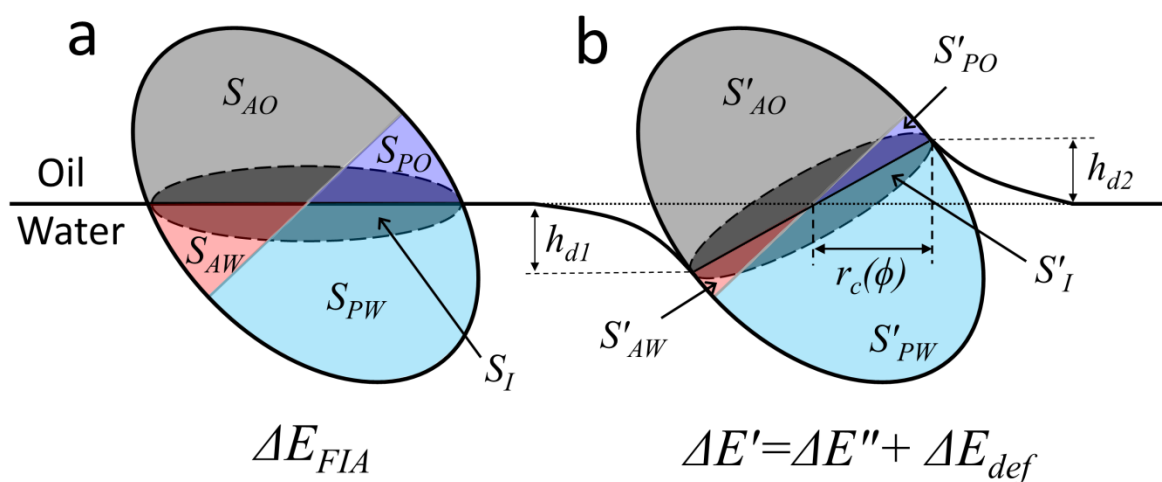 a
b
S_AO
S_PO
Oil
Water
S_AW
S_PW
S_I
ΔE_FIA
S'_AO
S'_PO
h_d1
h_d2
r_c(ϕ)
S'_I
S'_AW
S'_PW
ΔE'=ΔE''+ ΔE_def